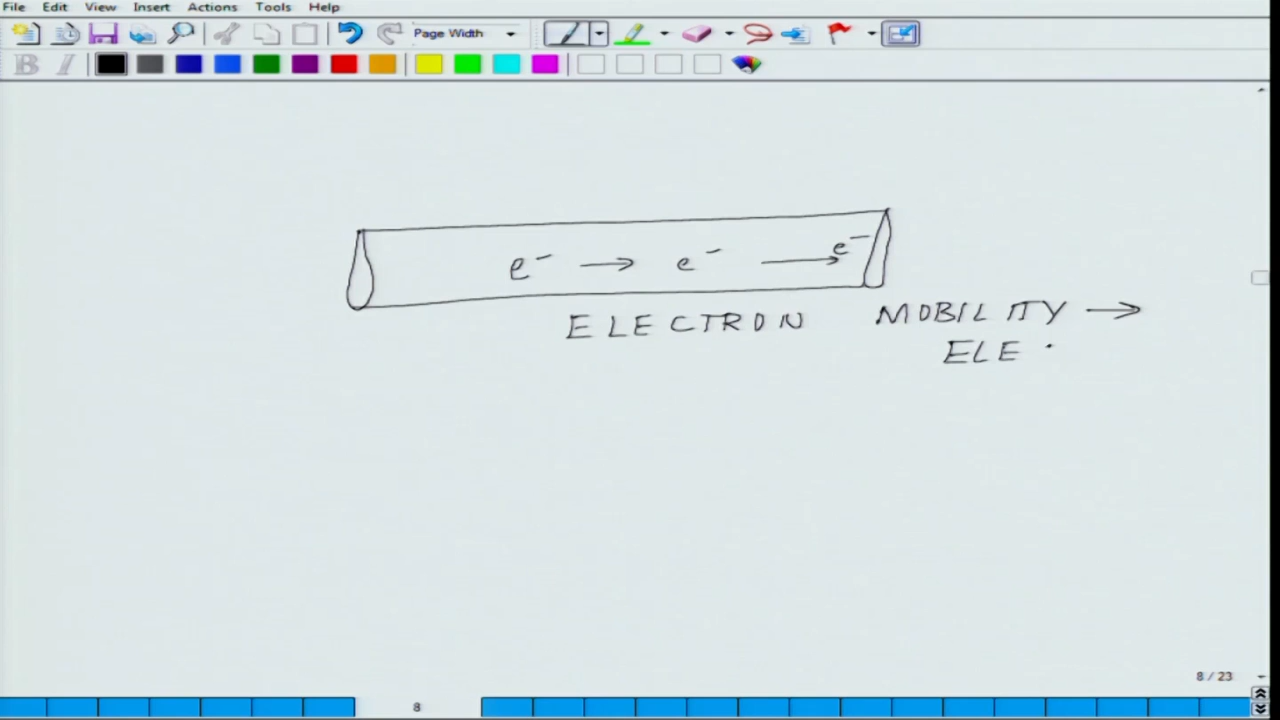 File Edit View Insert Actions Tools Help
Page Width
B I
e⁻ → e⁻ → e⁻
ELECTRON MOBILITY →
ELE
8 / 23
8